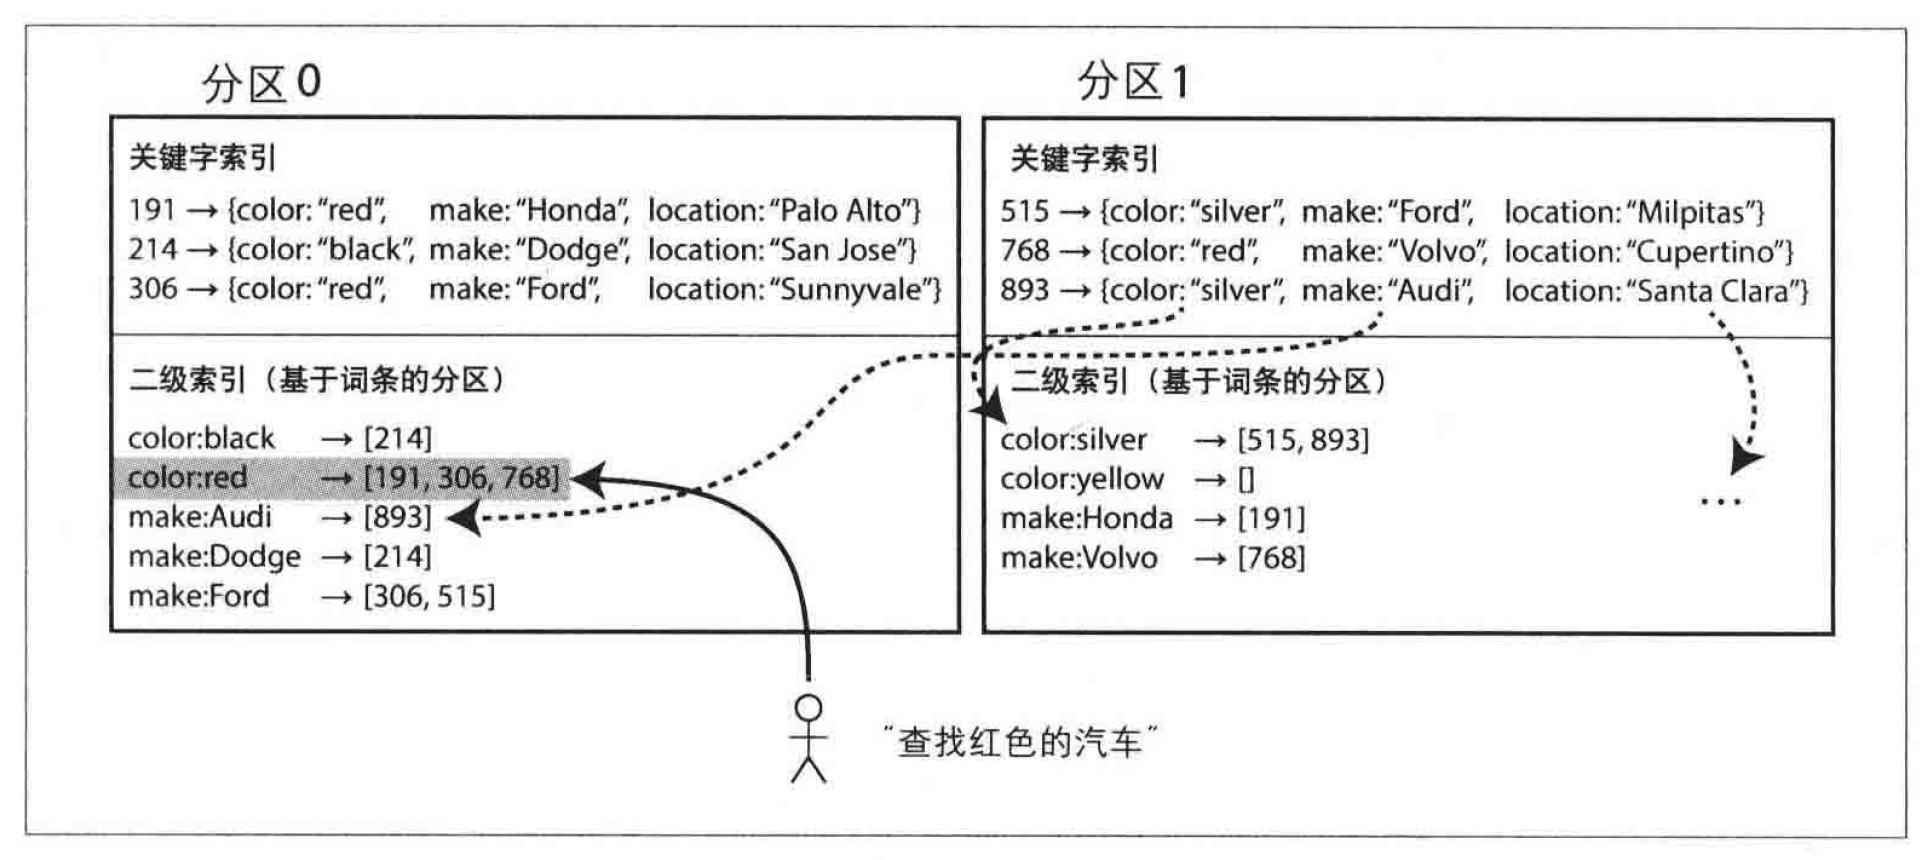 分区0
关键字索引
191 → {color: “red”, make: “Honda”, location: “Palo Alto”}
214 → {color: “black”, make: “Dodge”, location: “San Jose”}
306 → {color: “red”, make: “Ford”, location: “Sunnyvale”}
二级索引（基于词条的分区）
color:black → [214]
color:red → [191, 306, 768]
make:Audi → [893]
make:Dodge → [214]
make:Ford → [306, 515]
分区1
关键字索引
515 → {color: “silver”, make: “Ford”, location: “Milpitas”}
768 → {color: “red”, make: “Volvo”, location: “Cupertino”}
893 → {color: “silver”, make: “Audi”, location: “Santa Clara”}
二级索引（基于词条的分区）
color:silver → [515, 893]
color:yellow → []
make:Honda → [191]
make:Volvo → [768]
...
“查找红色的汽车”